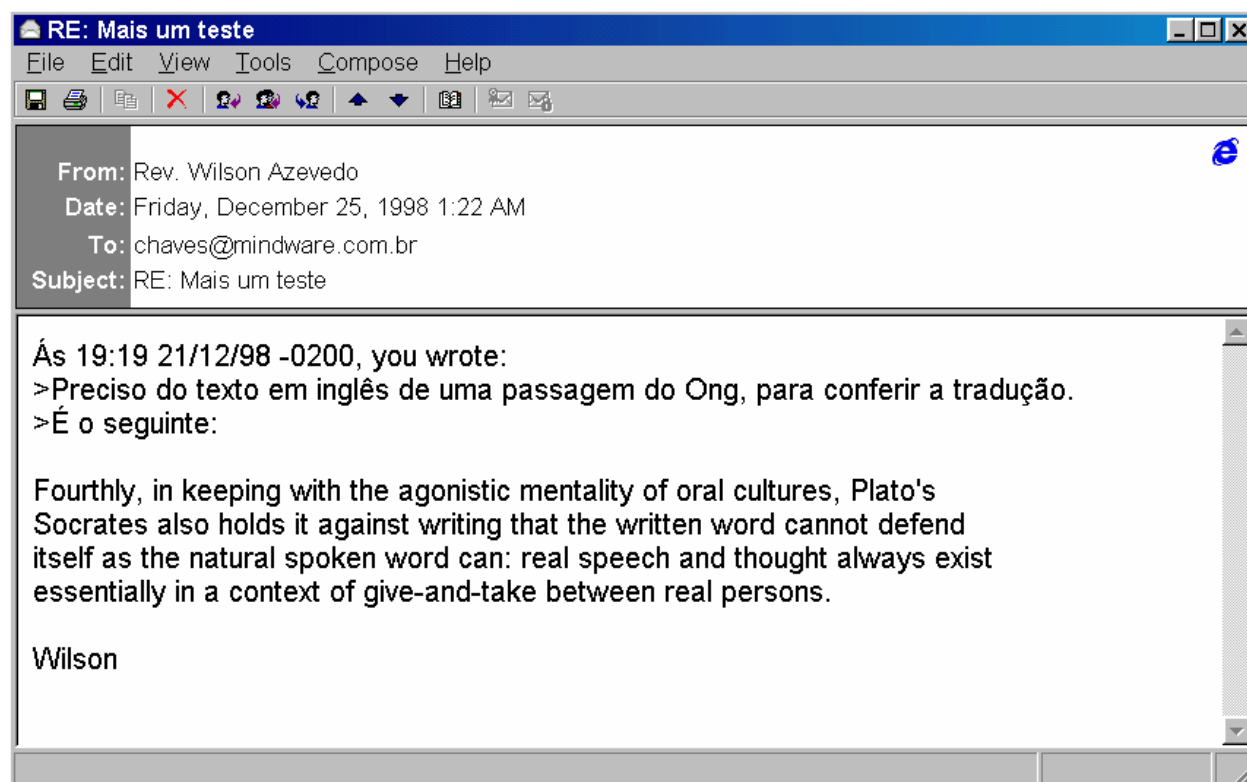 RE: Mais um teste
File Edit View Tools Compose Help
From: Rev. Wilson Azevedo
Date: Friday, December 25, 1998 1:22 AM
To: chaves@mindware.com.br
Subject: RE: Mais um teste
Ás 19:19 21/12/98 -0200, you wrote:
>Preciso do texto em inglês de uma passagem do Ong, para conferir a tradução.
>É o seguinte:
Fourthly, in keeping with the agonistic mentality of oral cultures, Plato's
Socrates also holds it against writing that the written word cannot defend
itself as the natural spoken word can: real speech and thought always exist
essentially in a context of give-and-take between real persons.
Wilson